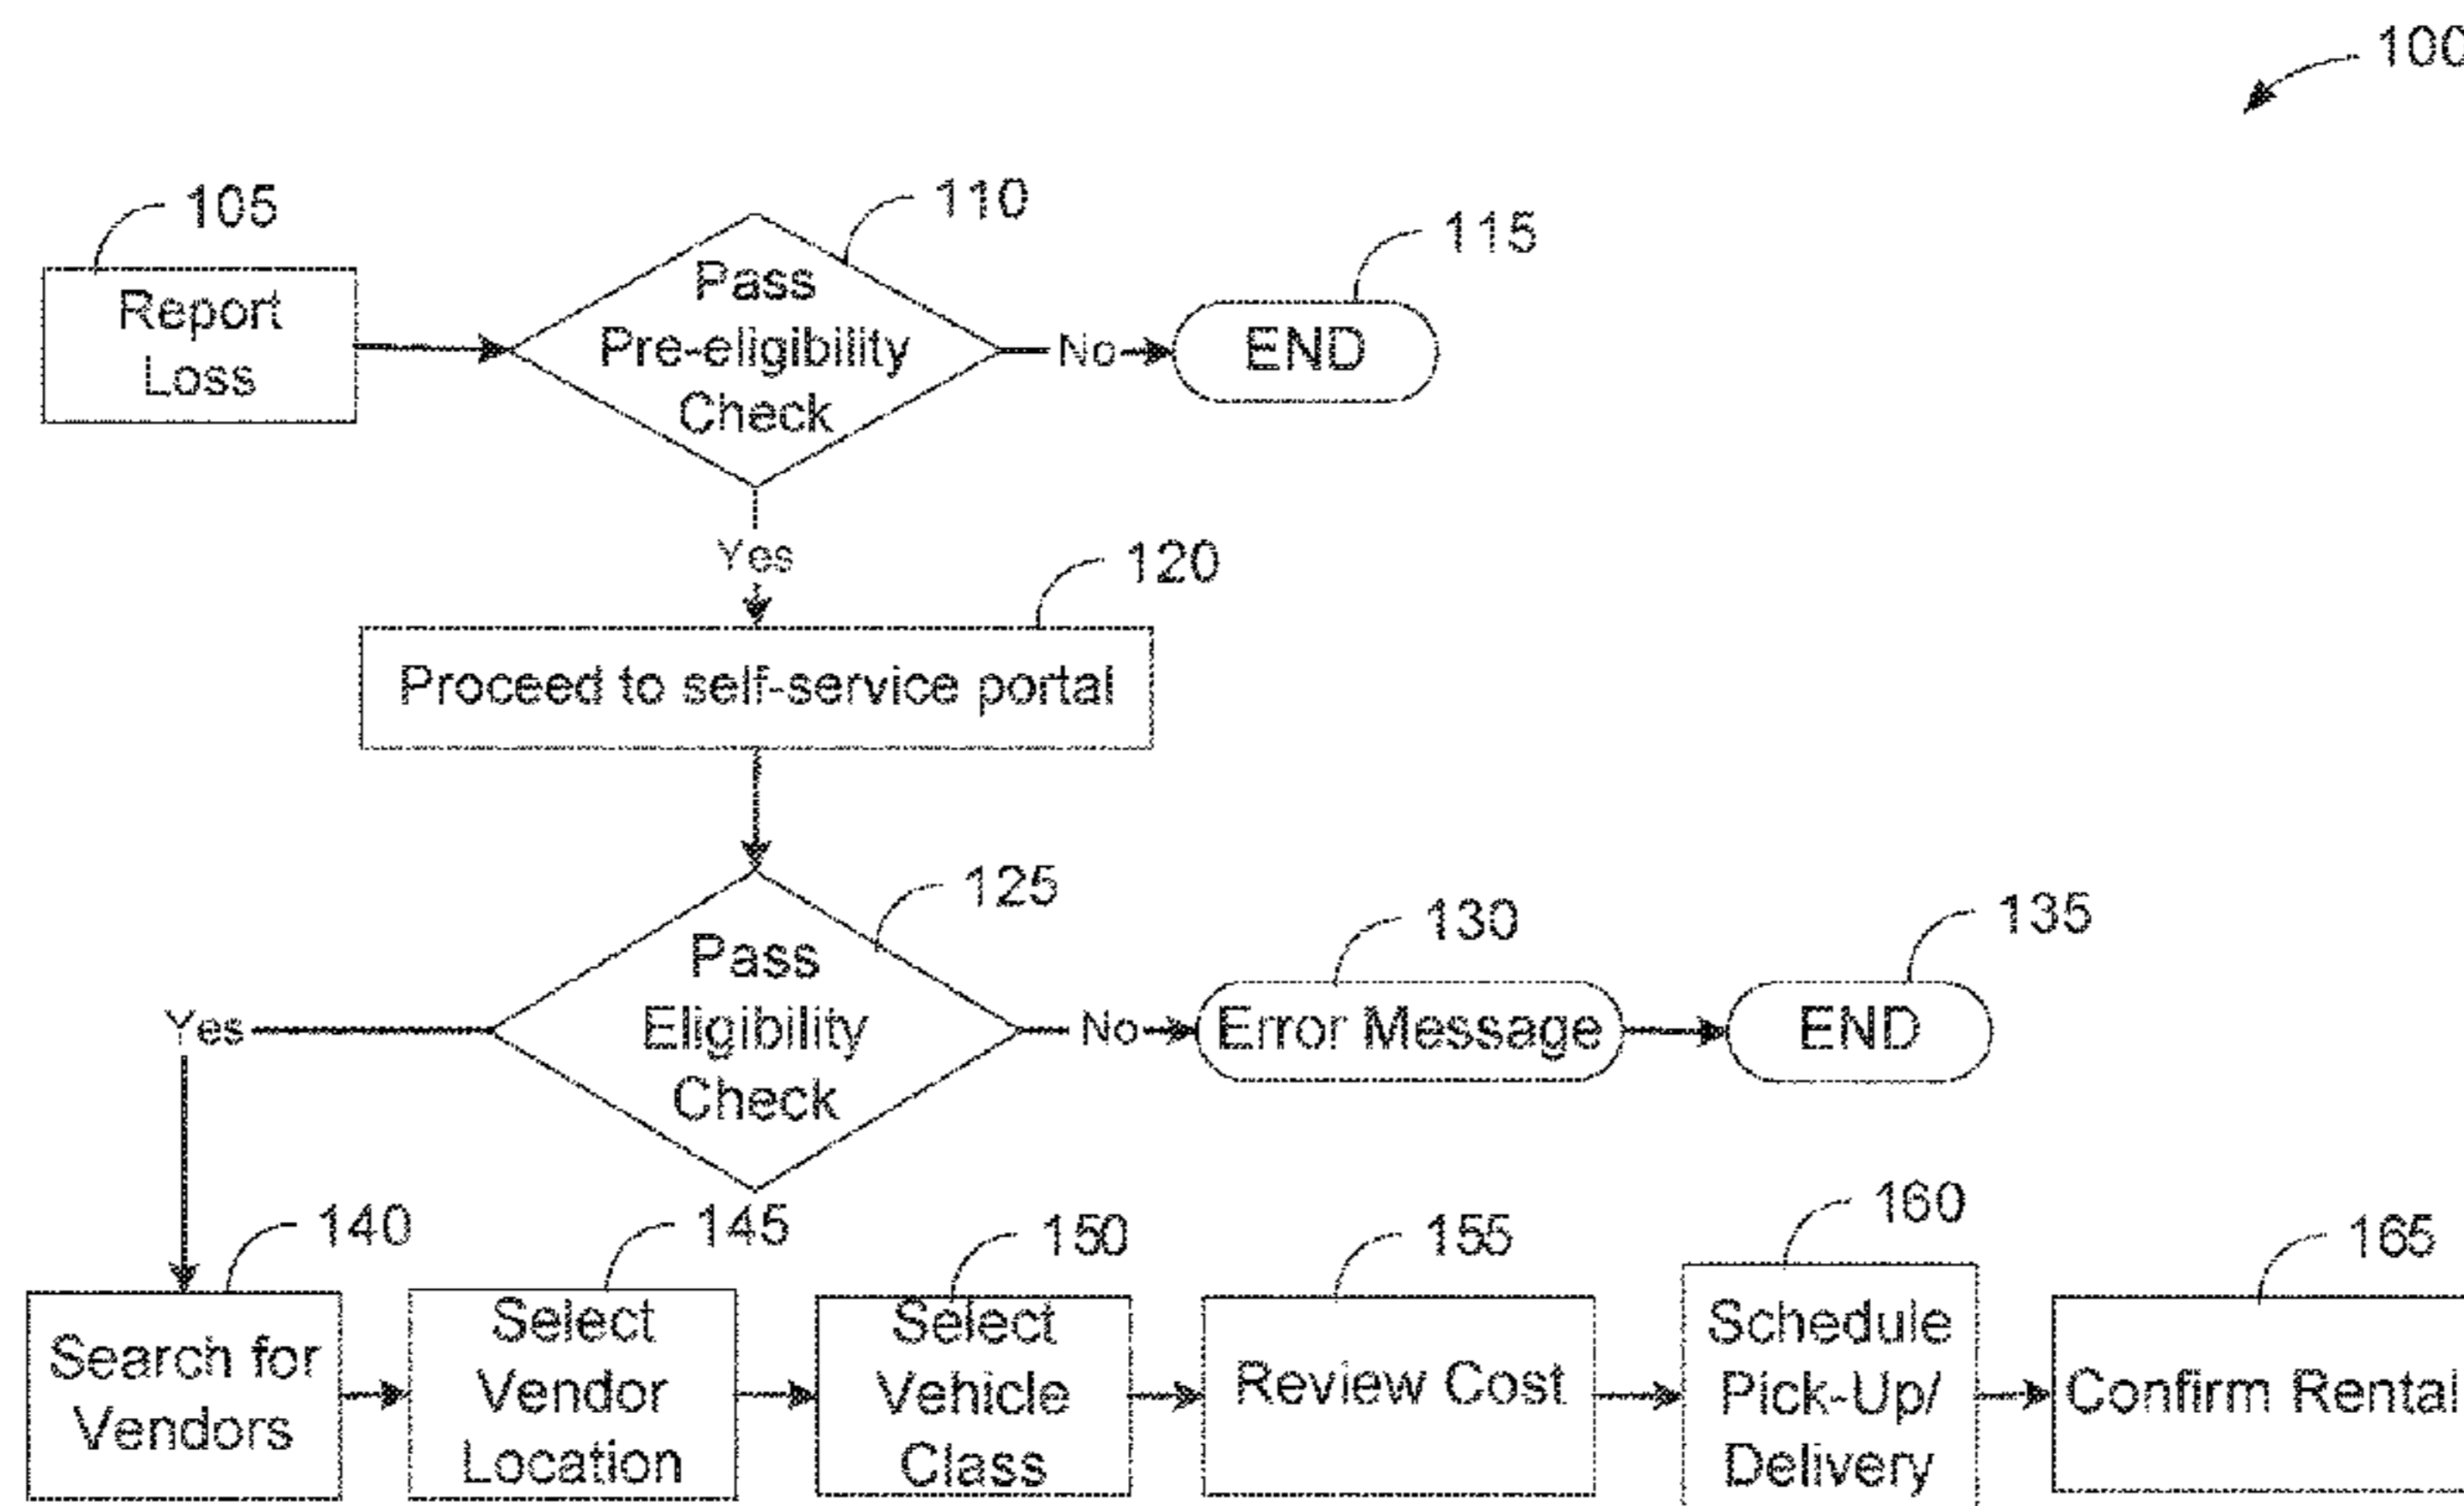 100
105
Report
Loss
110
Pass
Pre-eligibility
Check
No
115
END
Yes
120
Proceed to self-service portal
125
Pass
Eligibility
Check
No
130
Error Message
135
END
Yes
140
Search for
Vendors
145
Select
Vendor
Location
150
Select
Vehicle
Class
155
Review Cost
160
Schedule
Pick-Up/
Delivery
165
Confirm Rental